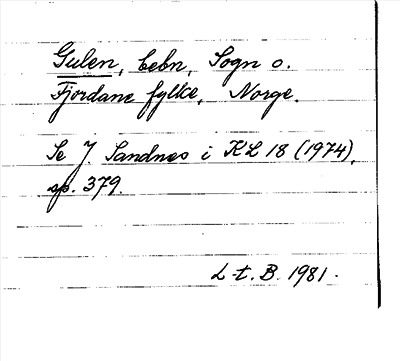 Gulen, bebn, Sogn o.
Fjordane fylke, Norge.
Se J. Sandnes i KL 18 (1974),
sp. 379.
L-t. B. 1981.